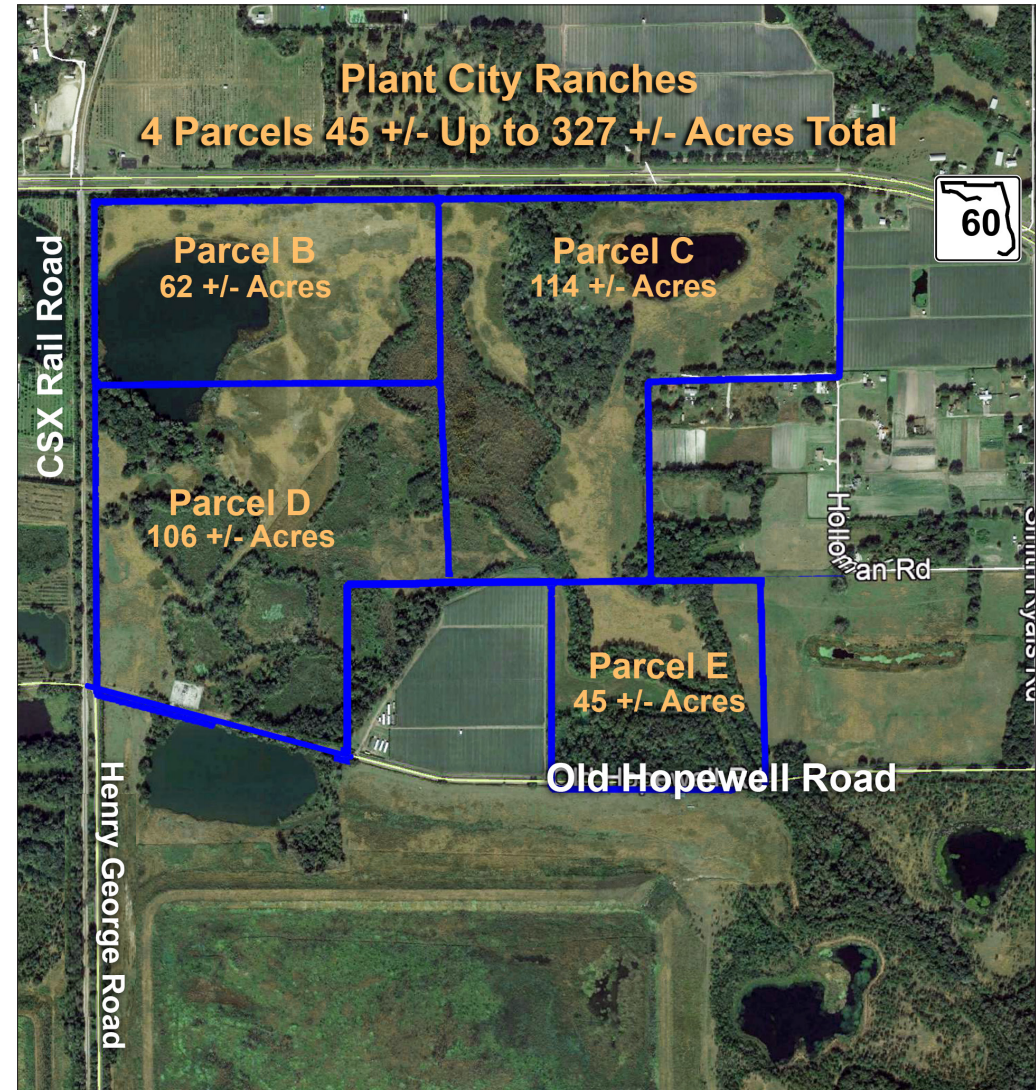 Plant City Ranches
4 Parcels 45 +/- Up to 327 +/- Acres Total
60
Parcel B
62 +/- Acres
Parcel C
114 +/- Acres
CSX Rail Road
Parcel D
106 +/- Acres
Holloman Rd
Parcel E
45 +/- Acres
Old Hopewell Road
Henry George Road